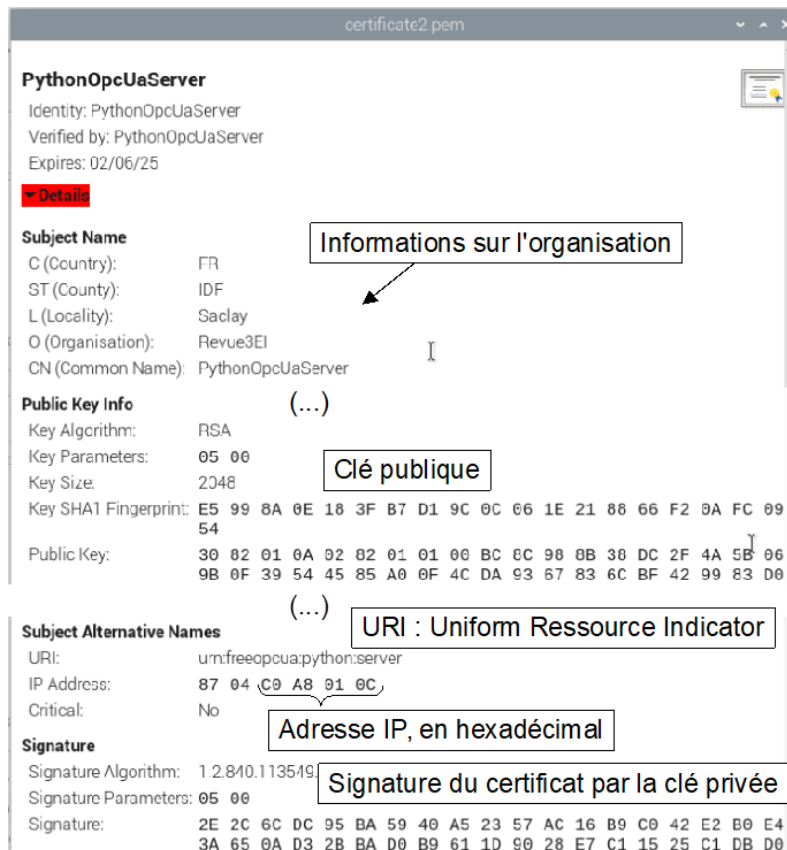 certificate2.pem
PythonOpcUaServer
Identity: PythonOpcUaServer
Verified by: PythonOpcUaServer
Expires: 02/06/25
Details
Subject Name
Informations sur l'organisation
C (Country): FR
ST (County): IDF
L (Locality): Saclay
O (Organisation): Revue3EI
CN (Common Name): PythonOpcUaServer
(...)
Public Key Info
Key Algorithm: RSA
Key Parameters: 05 00
Clé publique
Key Size: 2048
Key SHA1 Fingerprint: E5 99 8A 0E 18 3F B7 D1 9C 0C 06 1E 21 88 66 F2 0A FC 09
54
Public Key: 30 82 01 0A 02 82 01 01 00 BC 8C 98 8B 38 DC 2F 4A 5B 06
9B 0F 39 54 45 85 A0 0F 4C DA 93 67 83 6C BF 42 99 83 D0
(...)
Subject Alternative Names
URI : Uniform Ressource Indicator
URI: urn:freeopcua:python:server
IP Address: 87 04 C0 A8 01 0C
Critical: No
Adresse IP, en hexadécimal
Signature
Signature Algorithm: 1.2.840.113549.
Signature du certificat par la clé privée
Signature Parameters: 05 00
Signature: 2E 2C 6C DC 95 BA 59 40 A5 23 57 AC 16 B9 C0 42 E2 B0 E4
3A 65 0A D3 2B BA D0 B9 61 1D 90 28 E7 C1 15 25 C1 DB D0